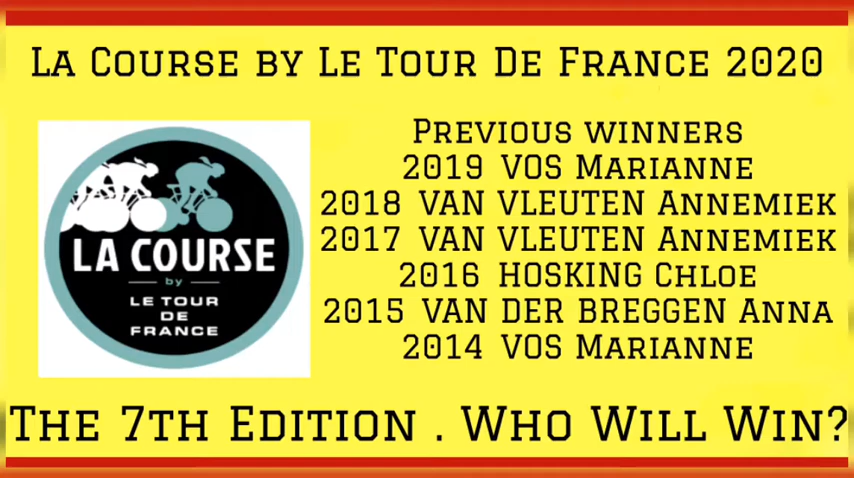 La Course by Le Tour De France 2020
Previous winners
2019 VOS Marianne
2018 VAN VLEUTEN Annemiek
2017 VAN VLEUTEN Annemiek
2016 HOSKING Chloe
2015 VAN DER BREGGEN Anna
2014 VOS Marianne
LA COURSE
by
LE TOUR
DE
FRANCE
The 7th Edition . Who Will Win?